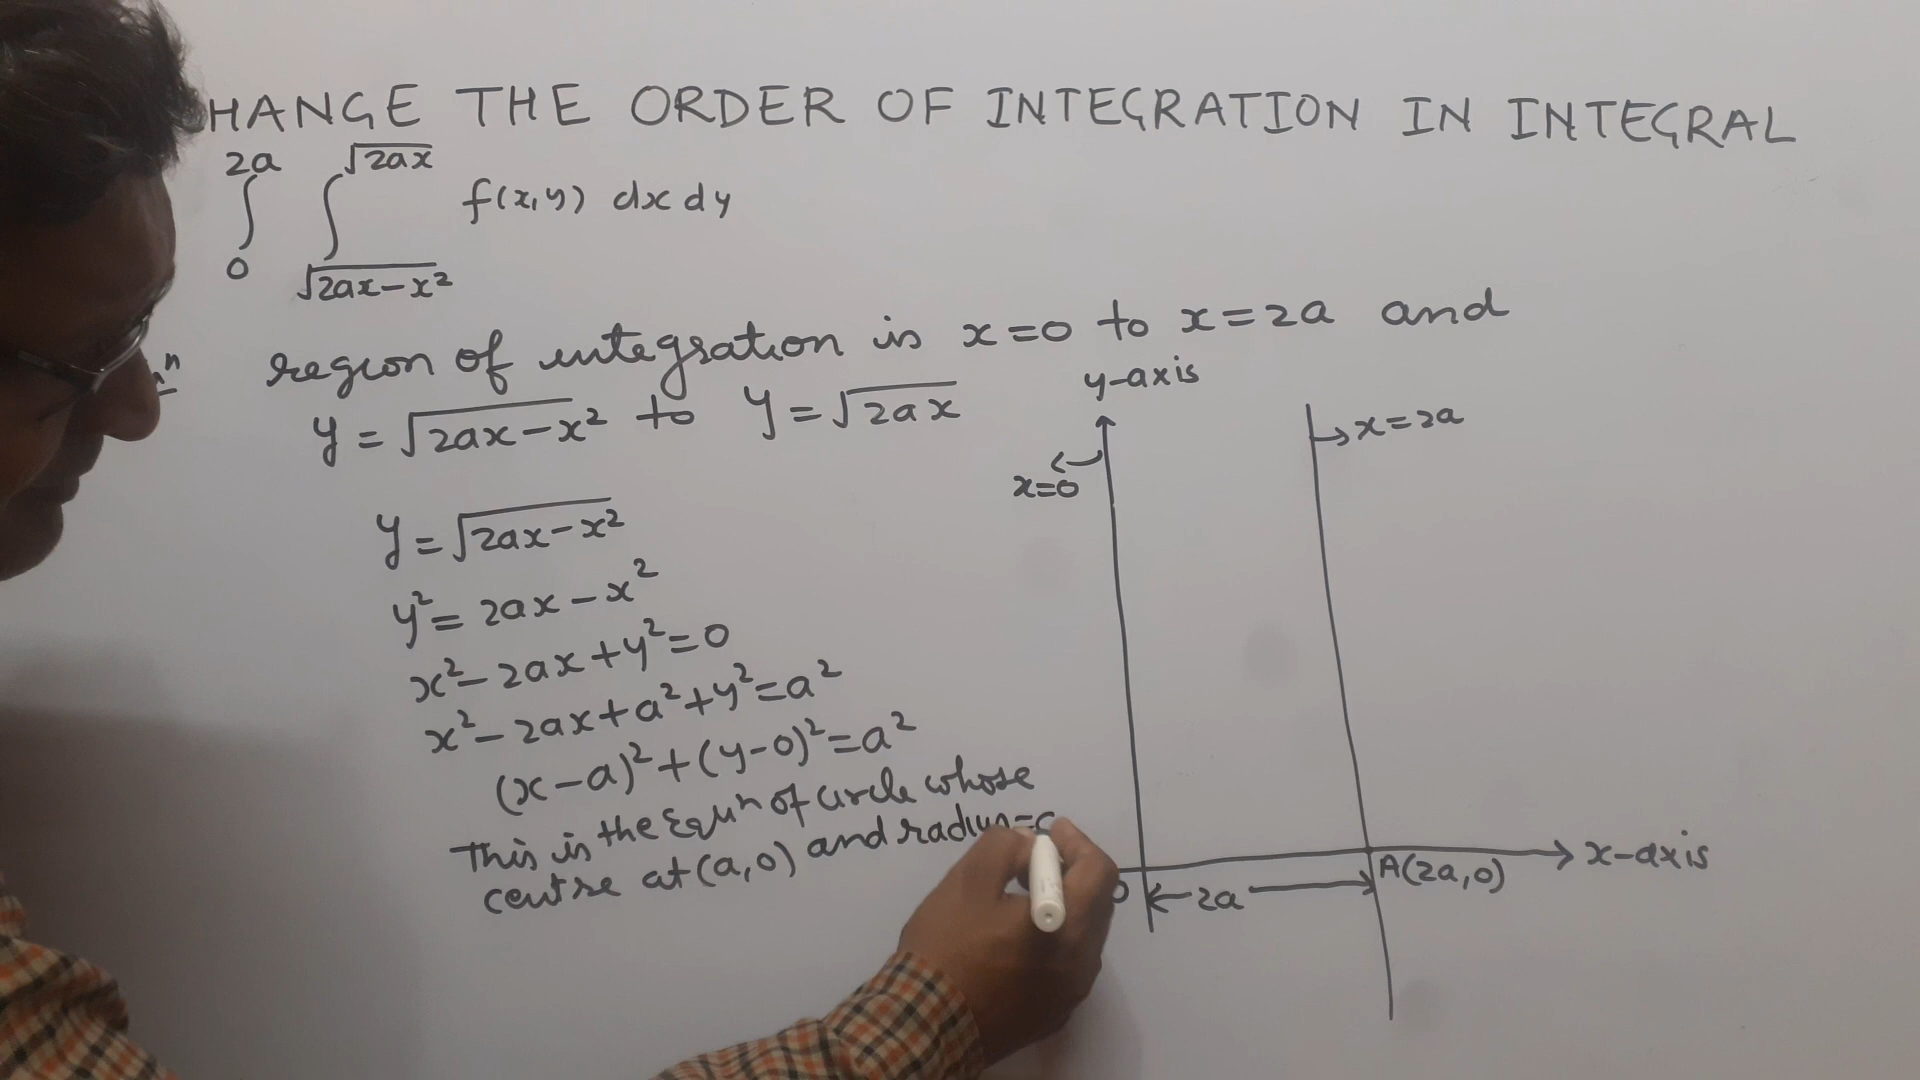 HANGE THE ORDER OF INTEGRATION IN INTEGRAL
∫₀^{2a} ∫_{√(2ax-x²)}^{√(2ax)} f(x,y) dx dy
region of integration is x=0 to x=2a and
y = √(2ax-x²) to y = √(2ax)
y = √(2ax-x²)
y² = 2ax-x²
x²-2ax+y²=0
x²-2ax+a²+y²=a²
(x-a)²+(y-0)²=a²
This is the Equⁿ of circle whose
centre at (a,0) and radius=
y-axis
x=0
x=2a
x-axis
A(2a,0)
2a